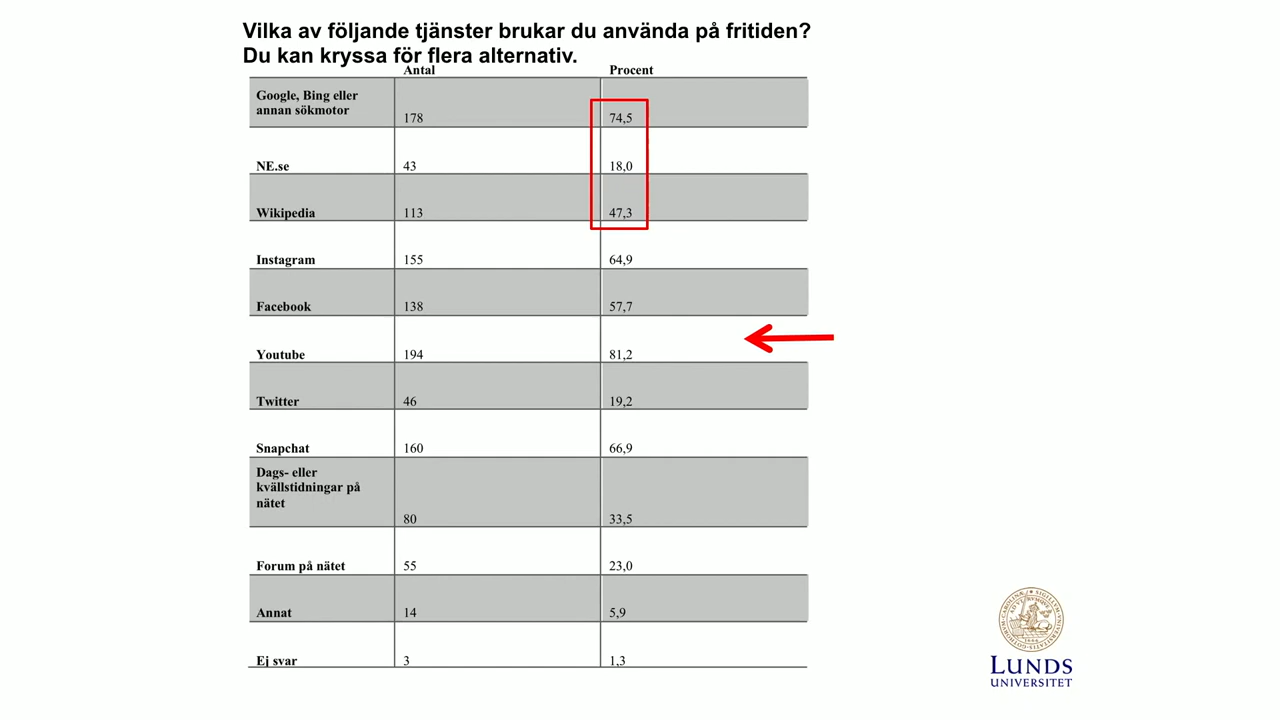 Vilka av följande tjänster brukar du använda på fritiden?
Du kan kryssa för flera alternativ.
Antal Procent
Google, Bing eller
annan sökmotor 178 74,5
NE.se 43 18,0
Wikipedia 113 47,3
Instagram 155 64,9
Facebook 138 57,7
Youtube 194 81,2
Twitter 46 19,2
Snapchat 160 66,9
Dags- eller
kvällstidningar på
nätet
80 33,5
Forum på nätet 55 23,0
Annat 14 5,9
Ej svar 3 1,3
LUNDS
UNIVERSITET